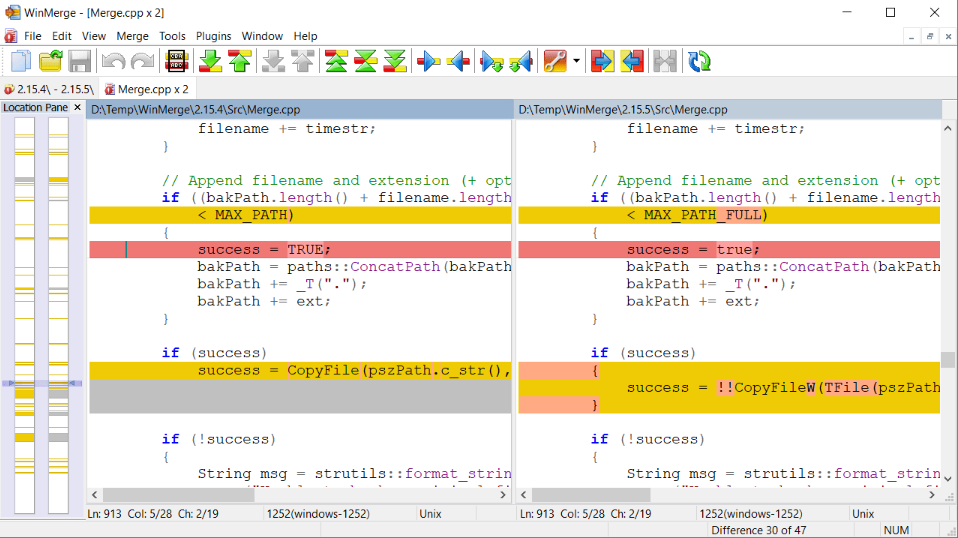 WinMerge - [Merge.cpp x 2]
File Edit View Merge Tools Plugins Window Help
2.15.4\ - 2.15.5\ Merge.cpp x 2
Location Pane
D:\Temp\WinMerge\2.15.4\Src\Merge.cpp
filename += timestr;
}
// Append filename and extension (+ opt
if ((bakPath.length() + filename.length
< MAX_PATH)
{
success = TRUE;
bakPath = paths::ConcatPath(bakPath
bakPath += _T(".");
bakPath += ext;
}
if (success)
success = CopyFile(pszPath.c_str(),
if (!success)
{
String msg = strutils::format_strin
Ln: 913 Col: 5/28 Ch: 2/19 1252(windows-1252) Unix
D:\Temp\WinMerge\2.15.5\Src\Merge.cpp
filename += timestr;
}
// Append filename and extension (+ opt
if ((bakPath.length() + filename.length
< MAX_PATH_FULL)
{
success = true;
bakPath = paths::ConcatPath(bakPath
bakPath += _T(".");
bakPath += ext;
}
if (success)
{
success = !!CopyFileW(TFile(pszPath
}
if (!success)
{
String msg = strutils::format_strin
Ln: 913 Col: 5/28 Ch: 2/19 1252(windows-1252) Unix
Difference 30 of 47 NUM